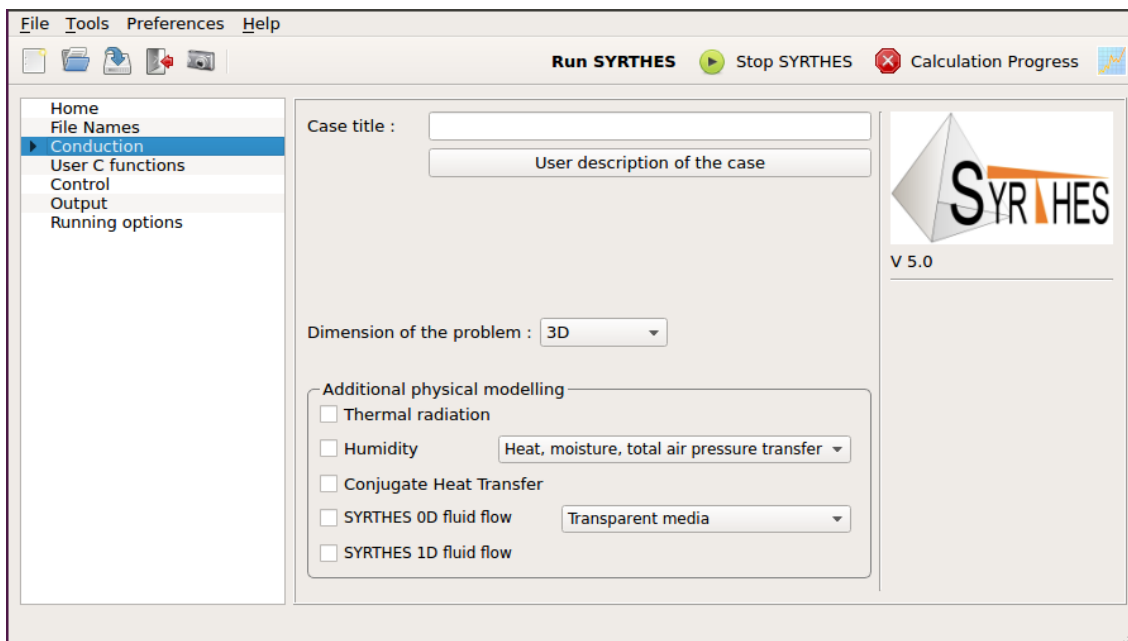 File Tools Preferences Help
Run SYRTHES Stop SYRTHES Calculation Progress
Home
File Names
Conduction
User C functions
Control
Output
Running options
Case title :
User description of the case
Dimension of the problem : 3D
Additional physical modelling
Thermal radiation
Humidity Heat, moisture, total air pressure transfer
Conjugate Heat Transfer
SYRTHES 0D fluid flow Transparent media
SYRTHES 1D fluid flow
SYRTHES
V 5.0